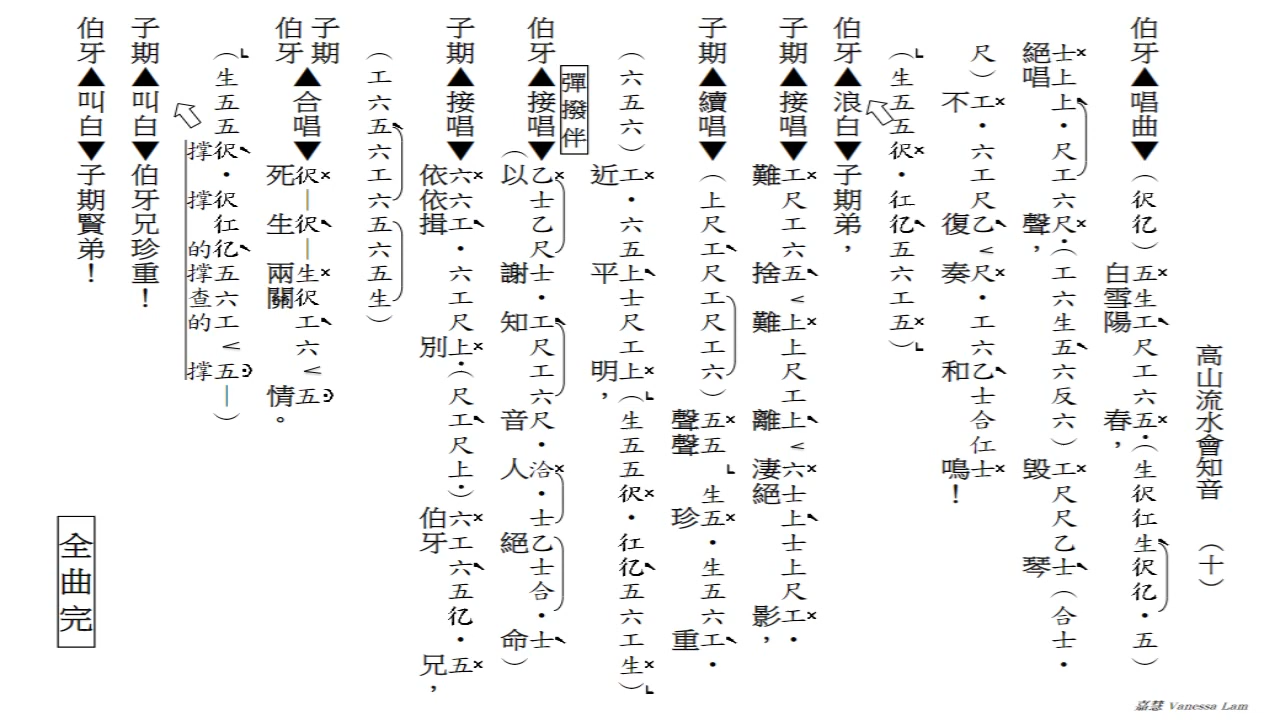 高山流水會知音 （十）
伯牙▲唱曲▼（伬亿）五生工尺工六五•（生伬仜生伬亿•五）
白雪陽 春，
士上上•尺工六尺•（工六生五六反六）工尺尺乙士（合士•
絕唱 聲， 毁 琴
尺）工•六工尺乙<尺•工六乙士合仜士
不 復 奏 和 鳴！
（生五五伬•仜亿五六工五）
伯牙▲浪白▼子期弟，
子期▲接唱▼工尺工六五<上上尺工上<六士上士上尺工•
難 捨 難 離 淒絕 影，
子期▲續唱▼（上尺工尺工尺工六）五五 生五•生五六工•
聲聲 珍 重
（六五六）工•六五上士尺工上（生五五伬•仜亿五六工生）
近 平 明，
彈撥伴
伯牙▲接唱▼（乙士乙尺士•工尺工六尺•洽•士乙士合•士
以 謝 知 音 人 絕 命）
子期▲接唱▼六六工•六工尺上•（尺工尺上•）六工六五亿•五
依依揖 別 伯牙 兄，
（工六五六工六五六五生）
子期
伯牙▲合唱▼伬｜伬｜生伬工六<五
死 生 兩關 情。
（生五五伬•伬仜亿五六工<五｜）
撑 撑 的撑查的 撑
子期▲叫白▼伯牙兄珍重！
伯牙▲叫白▼子期賢弟！
全曲完
嘉慧 Vanessa Lam